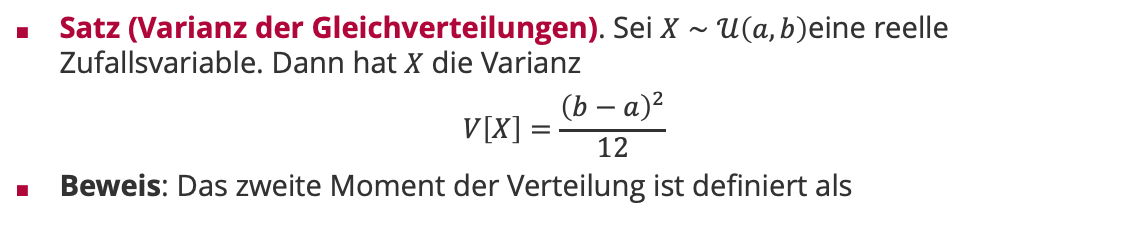 ▪ Satz (Varianz der Gleichverteilungen). Sei 𝑋 ~ 𝒰(𝑎, 𝑏)eine reelle
Zufallsvariable. Dann hat 𝑋 die Varianz
𝑉[𝑋] = (𝑏 − 𝑎)² / 12
▪ Beweis: Das zweite Moment der Verteilung ist definiert als